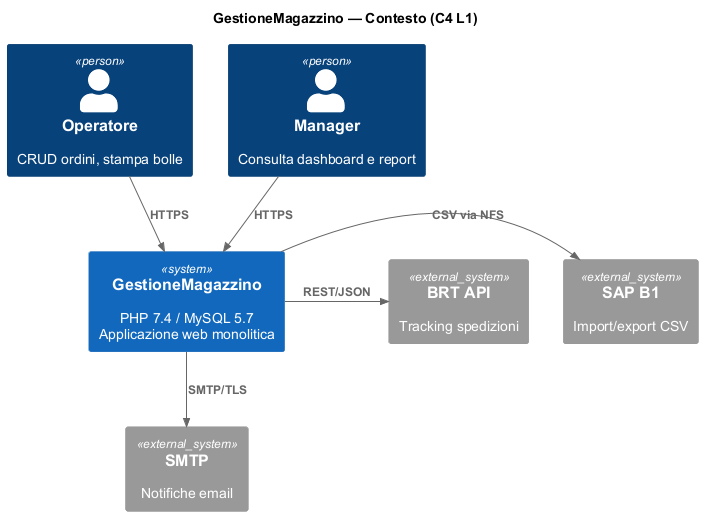 GestioneMagazzino — Contesto (C4 L1)
«person»
Operatore
CRUD ordini, stampa bolle
«person»
Manager
Consulta dashboard e report
HTTPS
HTTPS
CSV via NFS
«system»
GestioneMagazzino
PHP 7.4 / MySQL 5.7
Applicazione web monolitica
REST/JSON
«external_system»
BRT API
Tracking spedizioni
«external_system»
SAP B1
Import/export CSV
SMTP/TLS
«external_system»
SMTP
Notifiche email